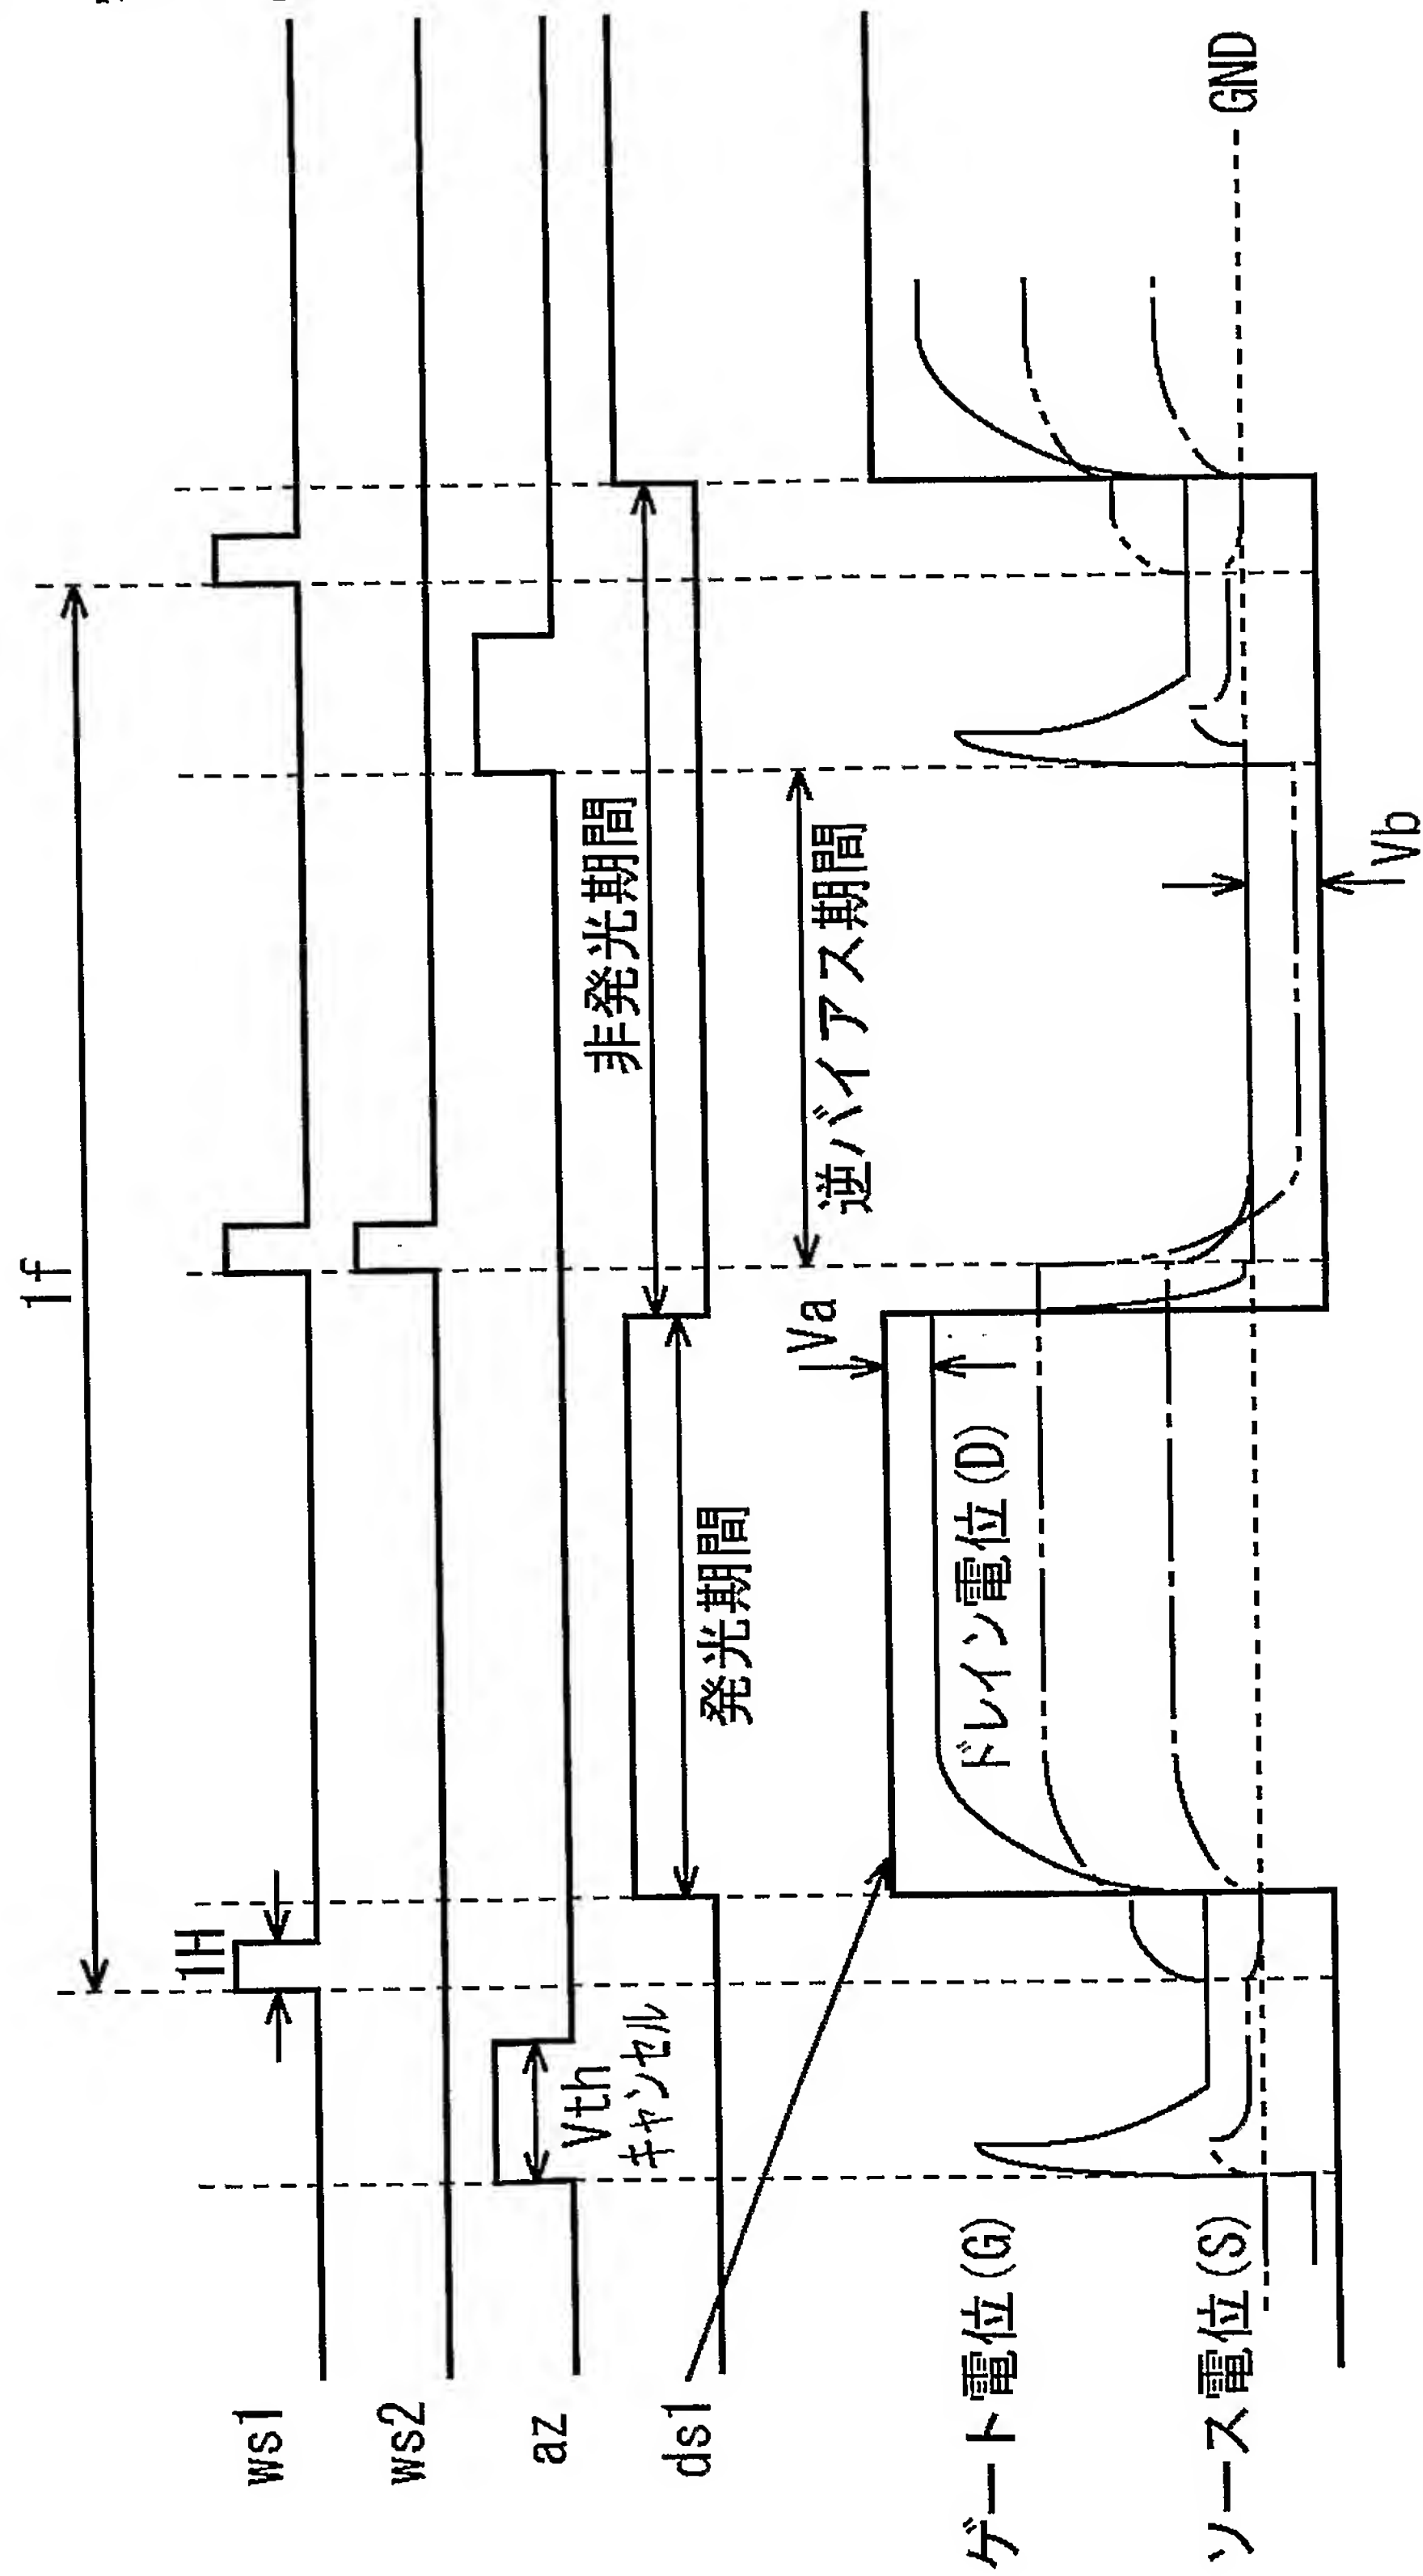 1f
1H
ws1
ws2
az
Vth
キャンセル
ds1
発光期間
非発光期間
逆バイアス期間
Va
ドレイン電位(D)
ゲート電位(G)
ソース電位(S)
Vb
GND